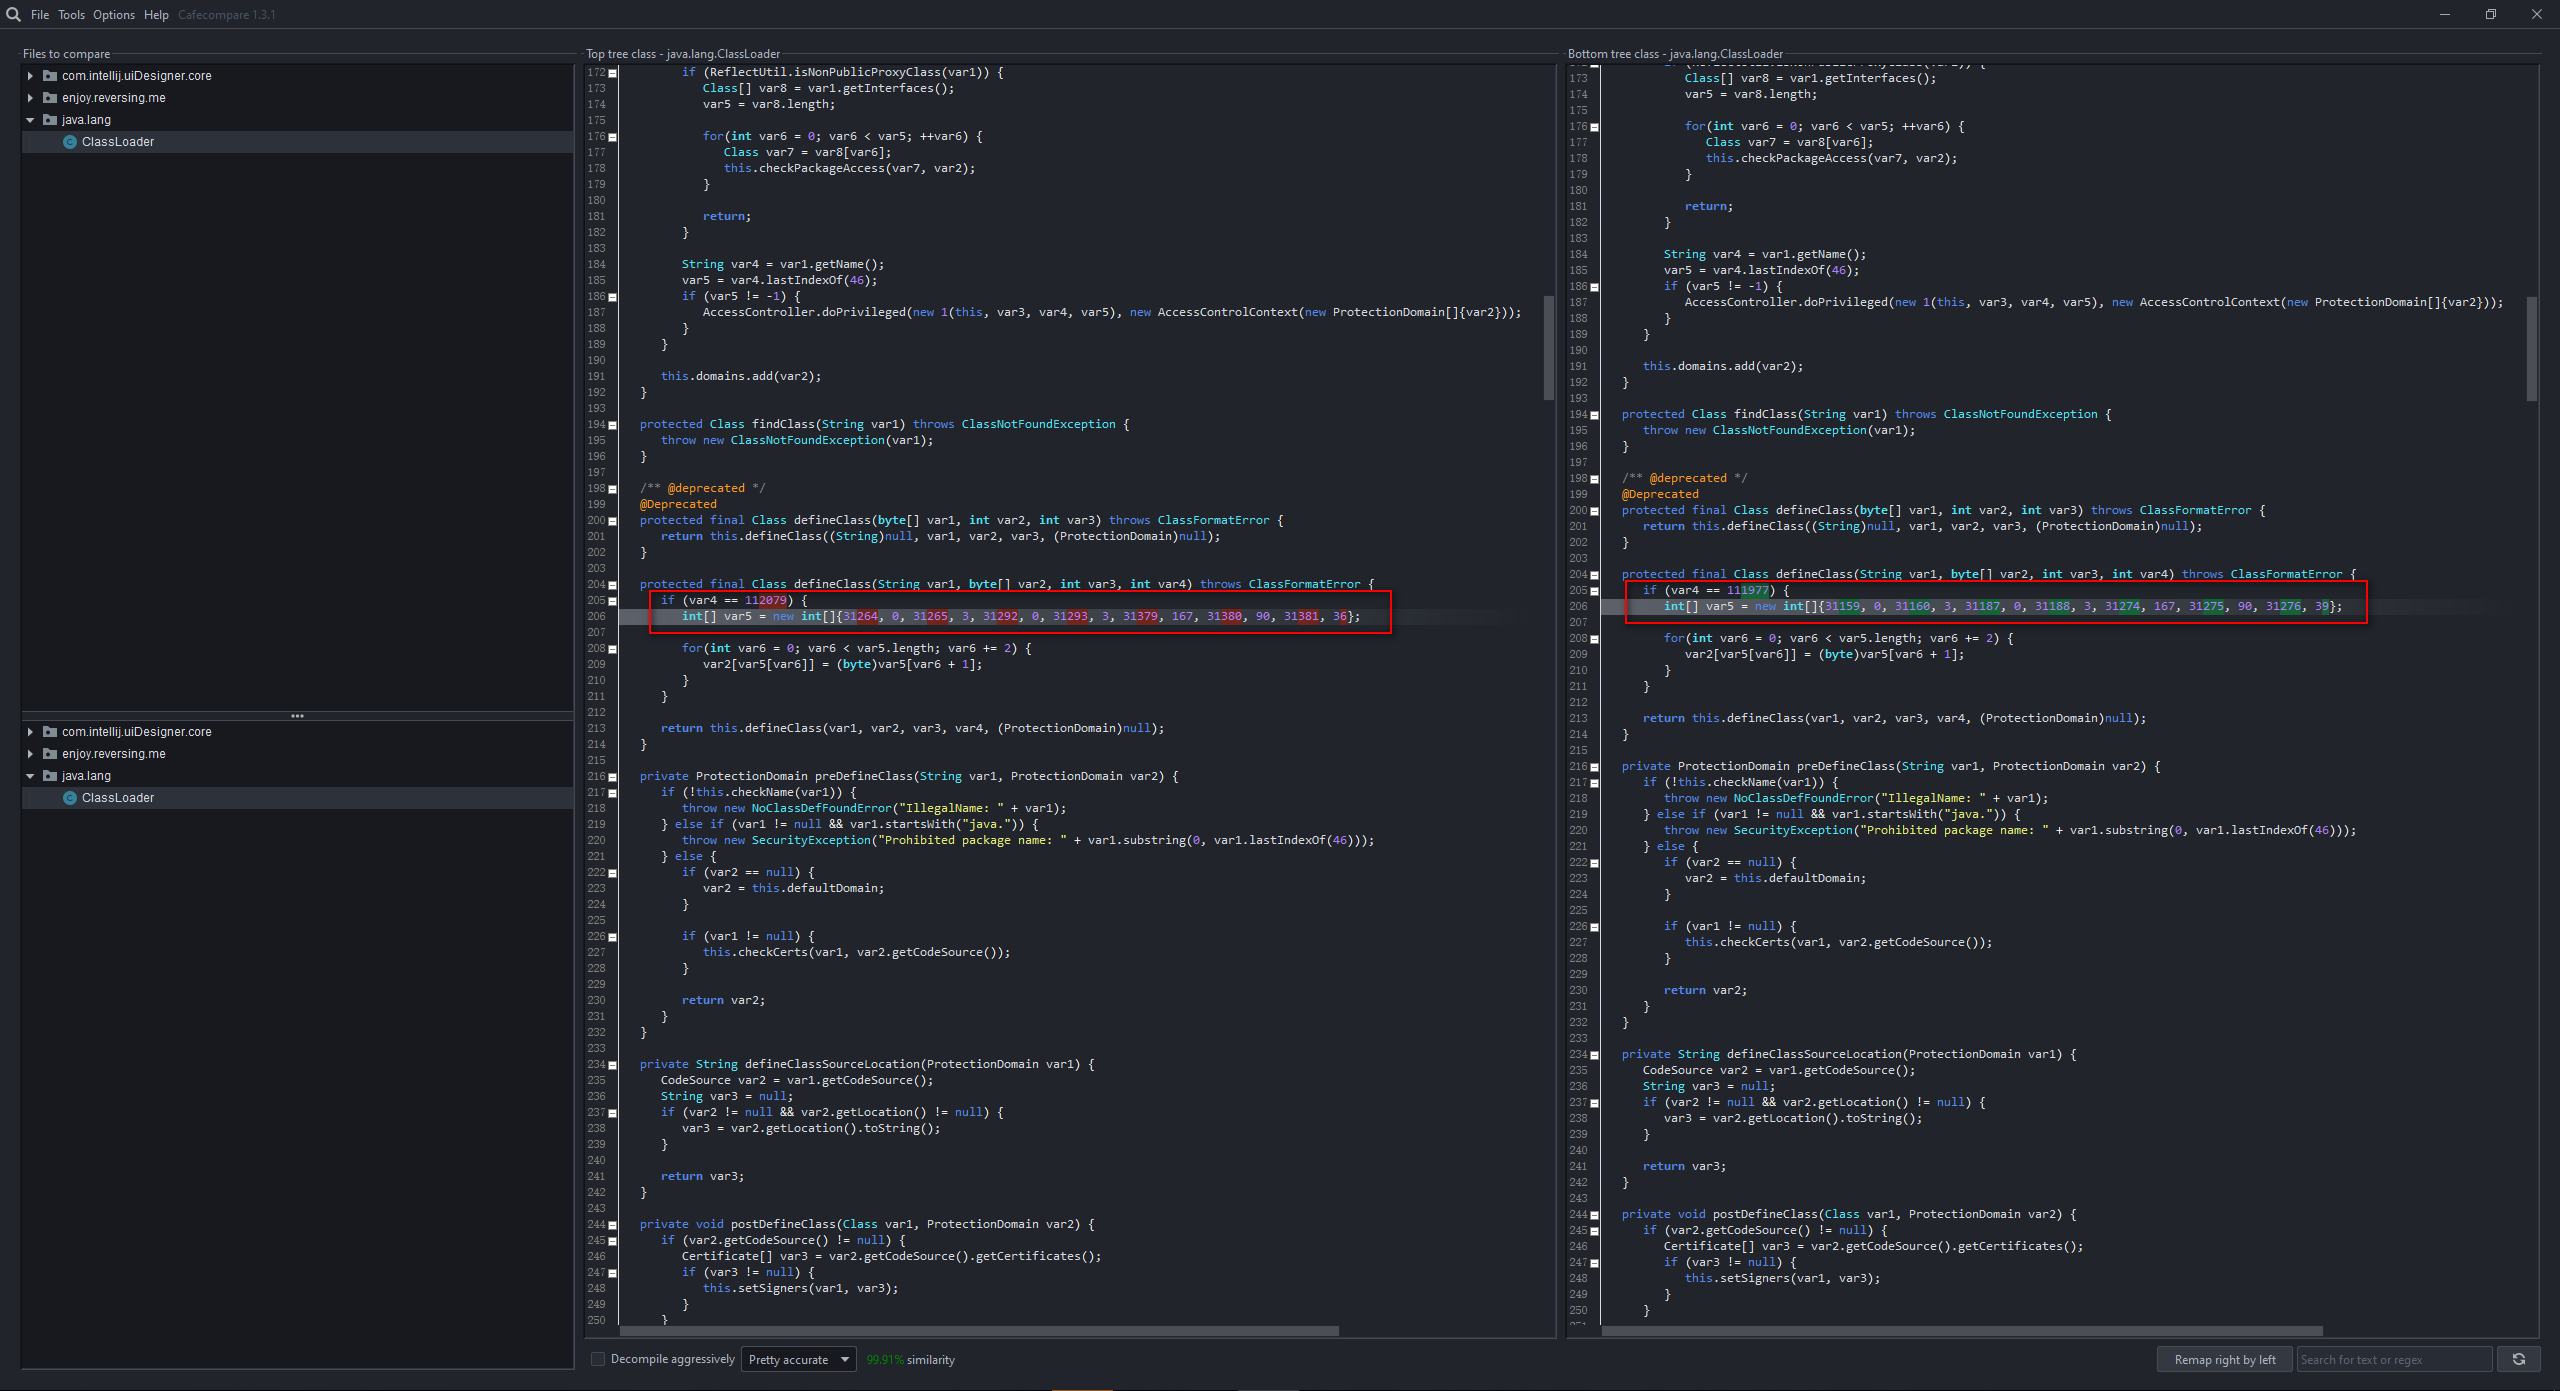 File Tools Options Help Cafecompare 1.3.1
Files to compare
com.intellij.uiDesigner.core
enjoy.reversing.me
java.lang
ClassLoader
com.intellij.uiDesigner.core
enjoy.reversing.me
java.lang
ClassLoader
Top tree class - java.lang.ClassLoader
172 if (ReflectUtil.isNonPublicProxyClass(var1)) {
173 Class[] var8 = var1.getInterfaces();
174 var5 = var8.length;
175
176 for(int var6 = 0; var6 < var5; ++var6) {
177 Class var7 = var8[var6];
178 this.checkPackageAccess(var7, var2);
179 }
180
181 return;
182 }
183
184 String var4 = var1.getName();
185 var5 = var4.lastIndexOf(46);
186 if (var5 != -1) {
187 AccessController.doPrivileged(new 1(this, var3, var4, var5), new AccessControlContext(new ProtectionDomain[]{var2}));
188 }
189 }
190
191 this.domains.add(var2);
192 }
193
194 protected Class findClass(String var1) throws ClassNotFoundException {
195 throw new ClassNotFoundException(var1);
196 }
197
198 /** @deprecated */
199 @Deprecated
200 protected final Class defineClass(byte[] var1, int var2, int var3) throws ClassFormatError {
201 return this.defineClass((String)null, var1, var2, var3, (ProtectionDomain)null);
202 }
203
204 protected final Class defineClass(String var1, byte[] var2, int var3, int var4) throws ClassFormatError {
205 if (var4 == 112079) {
206 int[] var5 = new int[]{31264, 0, 31265, 3, 31292, 0, 31293, 3, 31379, 167, 31380, 90, 31381, 36};
207
208 for(int var6 = 0; var6 < var5.length; var6 += 2) {
209 var2[var5[var6]] = (byte)var5[var6 + 1];
210 }
211 }
212
213 return this.defineClass(var1, var2, var3, var4, (ProtectionDomain)null);
214 }
215
216 private ProtectionDomain preDefineClass(String var1, ProtectionDomain var2) {
217 if (!this.checkName(var1)) {
218 throw new NoClassDefFoundError("IllegalName: " + var1);
219 } else if (var1 != null && var1.startsWith("java.")) {
220 throw new SecurityException("Prohibited package name: " + var1.substring(0, var1.lastIndexOf(46)));
221 } else {
222 if (var2 == null) {
223 var2 = this.defaultDomain;
224 }
225
226 if (var1 != null) {
227 this.checkCerts(var1, var2.getCodeSource());
228 }
229
230 return var2;
231 }
232 }
233
234 private String defineClassSourceLocation(ProtectionDomain var1) {
235 CodeSource var2 = var1.getCodeSource();
236 String var3 = null;
237 if (var2 != null && var2.getLocation() != null) {
238 var3 = var2.getLocation().toString();
239 }
240
241 return var3;
242 }
243
244 private void postDefineClass(Class var1, ProtectionDomain var2) {
245 if (var2.getCodeSource() != null) {
246 Certificate[] var3 = var2.getCodeSource().getCertificates();
247 if (var3 != null) {
248 this.setSigners(var1, var3);
249 }
250 }
Bottom tree class - java.lang.ClassLoader
173 Class[] var8 = var1.getInterfaces();
174 var5 = var8.length;
175
176 for(int var6 = 0; var6 < var5; ++var6) {
177 Class var7 = var8[var6];
178 this.checkPackageAccess(var7, var2);
179 }
180
181 return;
182 }
183
184 String var4 = var1.getName();
185 var5 = var4.lastIndexOf(46);
186 if (var5 != -1) {
187 AccessController.doPrivileged(new 1(this, var3, var4, var5), new AccessControlContext(new ProtectionDomain[]{var2}));
188 }
189 }
190
191 this.domains.add(var2);
192 }
193
194 protected Class findClass(String var1) throws ClassNotFoundException {
195 throw new ClassNotFoundException(var1);
196 }
197
198 /** @deprecated */
199 @Deprecated
200 protected final Class defineClass(byte[] var1, int var2, int var3) throws ClassFormatError {
201 return this.defineClass((String)null, var1, var2, var3, (ProtectionDomain)null);
202 }
203
204 protected final Class defineClass(String var1, byte[] var2, int var3, int var4) throws ClassFormatError {
205 if (var4 == 111977) {
206 int[] var5 = new int[]{31159, 0, 31160, 3, 31187, 0, 31188, 3, 31274, 167, 31275, 90, 31276, 39};
207
208 for(int var6 = 0; var6 < var5.length; var6 += 2) {
209 var2[var5[var6]] = (byte)var5[var6 + 1];
210 }
211 }
212
213 return this.defineClass(var1, var2, var3, var4, (ProtectionDomain)null);
214 }
215
216 private ProtectionDomain preDefineClass(String var1, ProtectionDomain var2) {
217 if (!this.checkName(var1)) {
218 throw new NoClassDefFoundError("IllegalName: " + var1);
219 } else if (var1 != null && var1.startsWith("java.")) {
220 throw new SecurityException("Prohibited package name: " + var1.substring(0, var1.lastIndexOf(46)));
221 } else {
222 if (var2 == null) {
223 var2 = this.defaultDomain;
224 }
225
226 if (var1 != null) {
227 this.checkCerts(var1, var2.getCodeSource());
228 }
229
230 return var2;
231 }
232 }
233
234 private String defineClassSourceLocation(ProtectionDomain var1) {
235 CodeSource var2 = var1.getCodeSource();
236 String var3 = null;
237 if (var2 != null && var2.getLocation() != null) {
238 var3 = var2.getLocation().toString();
239 }
240
241 return var3;
242 }
243
244 private void postDefineClass(Class var1, ProtectionDomain var2) {
245 if (var2.getCodeSource() != null) {
246 Certificate[] var3 = var2.getCodeSource().getCertificates();
247 if (var3 != null) {
248 this.setSigners(var1, var3);
249 }
250 }
Decompile aggressively Pretty accurate 99.91% similarity
Remap right by left Search for text or regex